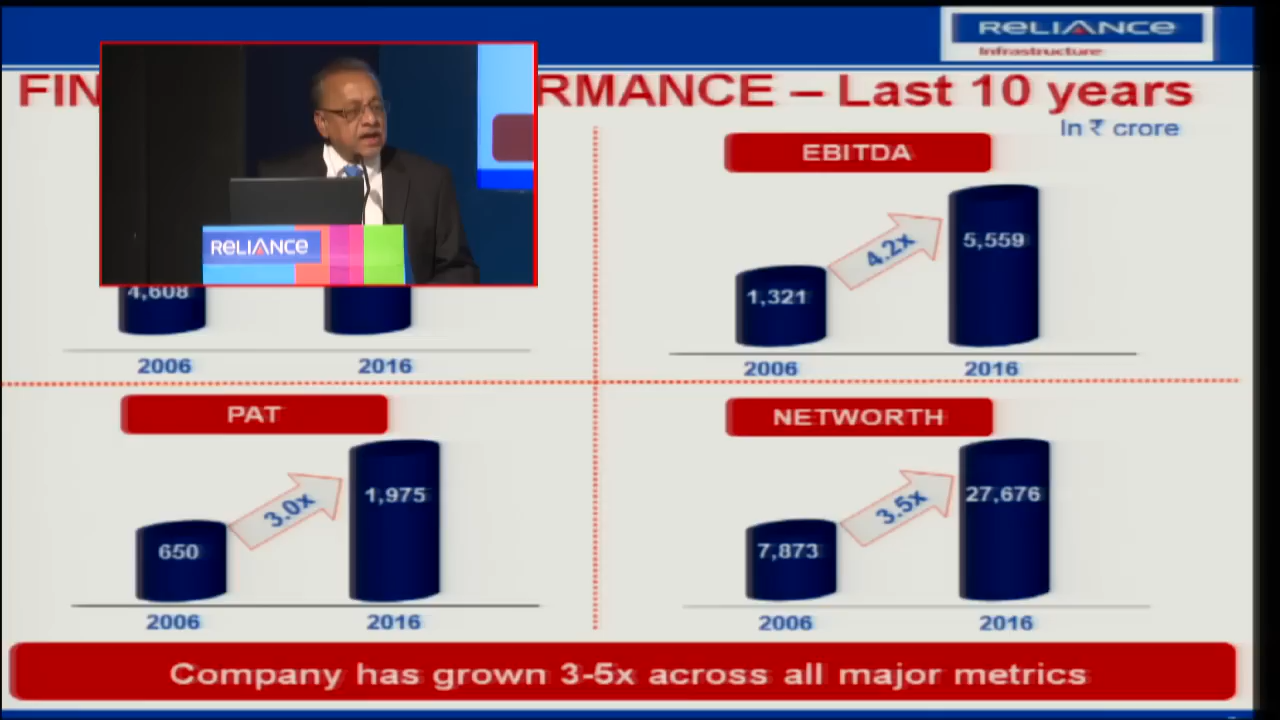 RELIANCE
Infrastructure
FIN RMANCE – Last 10 years
In ₹ crore
RELIANCE
4,608
2006 2016
EBITDA
4.2x
5,559
1,321
2006 2016
PAT
3.0x
1,975
650
2006 2016
NETWORTH
3.5x
27,676
7,873
2006 2016
Company has grown 3-5x across all major metrics